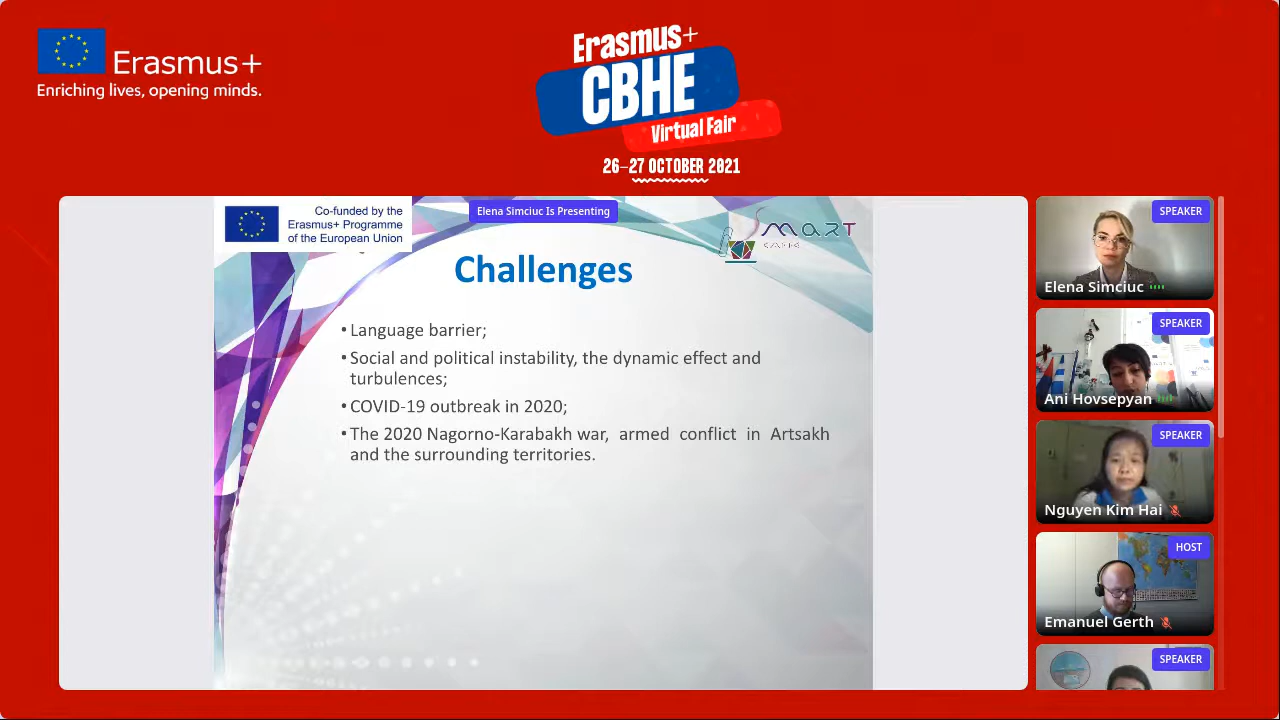 Erasmus+
Enriching lives, opening minds.
Erasmus+
CBHE
Virtual Fair
26–27 OCTOBER 2021
Co-funded by the
Erasmus+ Programme
of the European Union
Elena Simciuc Is Presenting
SMART
Challenges
• Language barrier;
• Social and political instability, the dynamic effect and
turbulences;
• COVID-19 outbreak in 2020;
• The 2020 Nagorno-Karabakh war, armed conflict in Artsakh
and the surrounding territories.
SPEAKER
Elena Simciuc
SPEAKER
Ani Hovsepyan
SPEAKER
Nguyen Kim Hai
HOST
Emanuel Gerth
SPEAKER